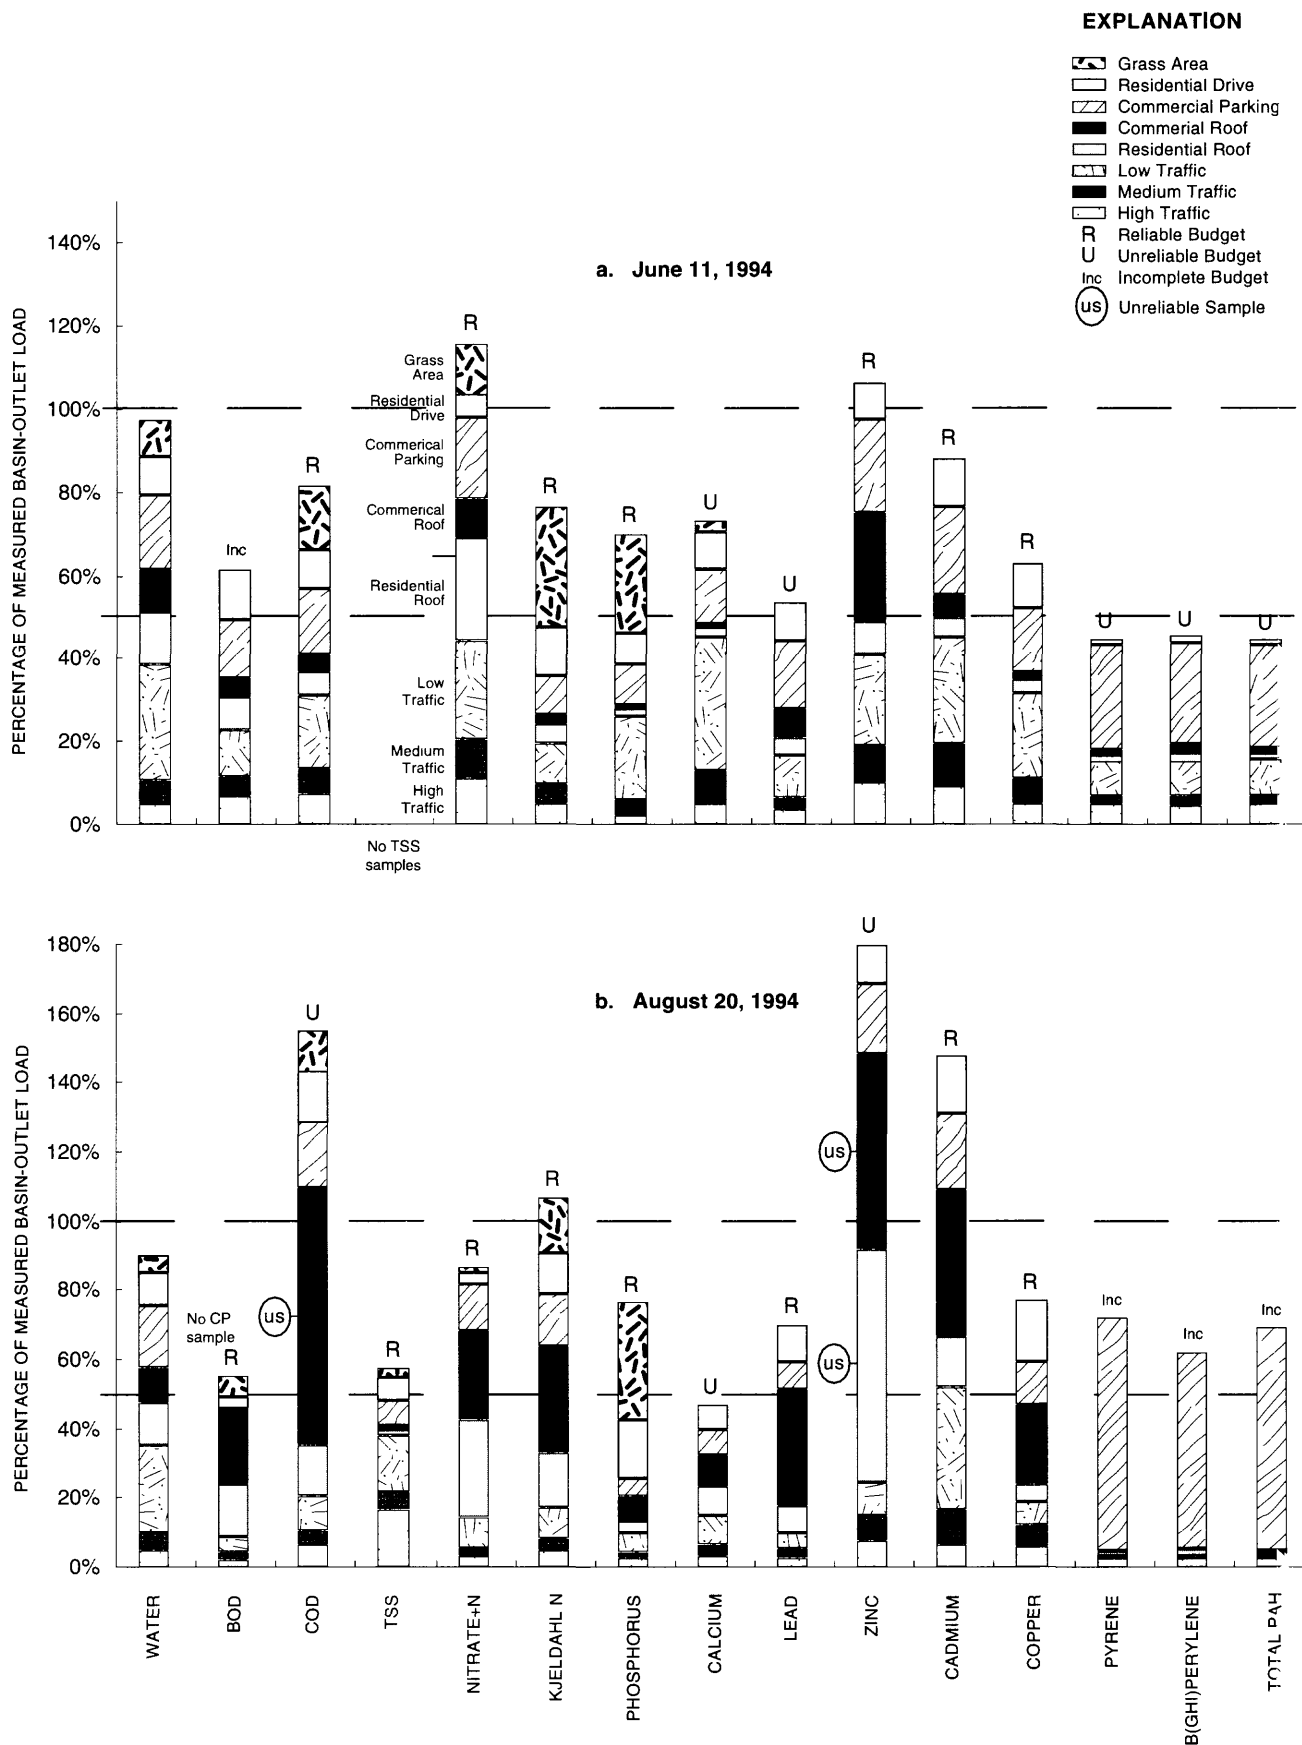 EXPLANATION
Grass Area
Residential Drive
Commercial Parking
Commerial Roof
Residential Roof
Low Traffic
Medium Traffic
High Traffic
R Reliable Budget
U Unreliable Budget
Inc Incomplete Budget
us Unreliable Sample
PERCENTAGE OF MEASURED BASIN-OUTLET LOAD
140%
120%
100%
80%
60%
40%
20%
0%
a. June 11, 1994
Inc
R
R
R
R
U
U
R
R
R
U
U
U
Grass
Area
Residential
Drive
Commerical
Parking
Commerical
Roof
Residential
Roof
Low
Traffic
Medium
Traffic
High
Traffic
No TSS
samples
PERCENTAGE OF MEASURED BASIN-OUTLET LOAD
180%
160%
140%
120%
100%
80%
60%
40%
20%
0%
b. August 20, 1994
No CP
sample
R
U
us
R
R
R
R
U
R
U
us
us
R
R
Inc
Inc
Inc
WATER
BOD
COD
TSS
NITRATE+N
KJELDAHL N
PHOSPHORUS
CALCIUM
LEAD
ZINC
CADMIUM
COPPER
PYRENE
B(GHI)PERYLENE
TOTAL PAH